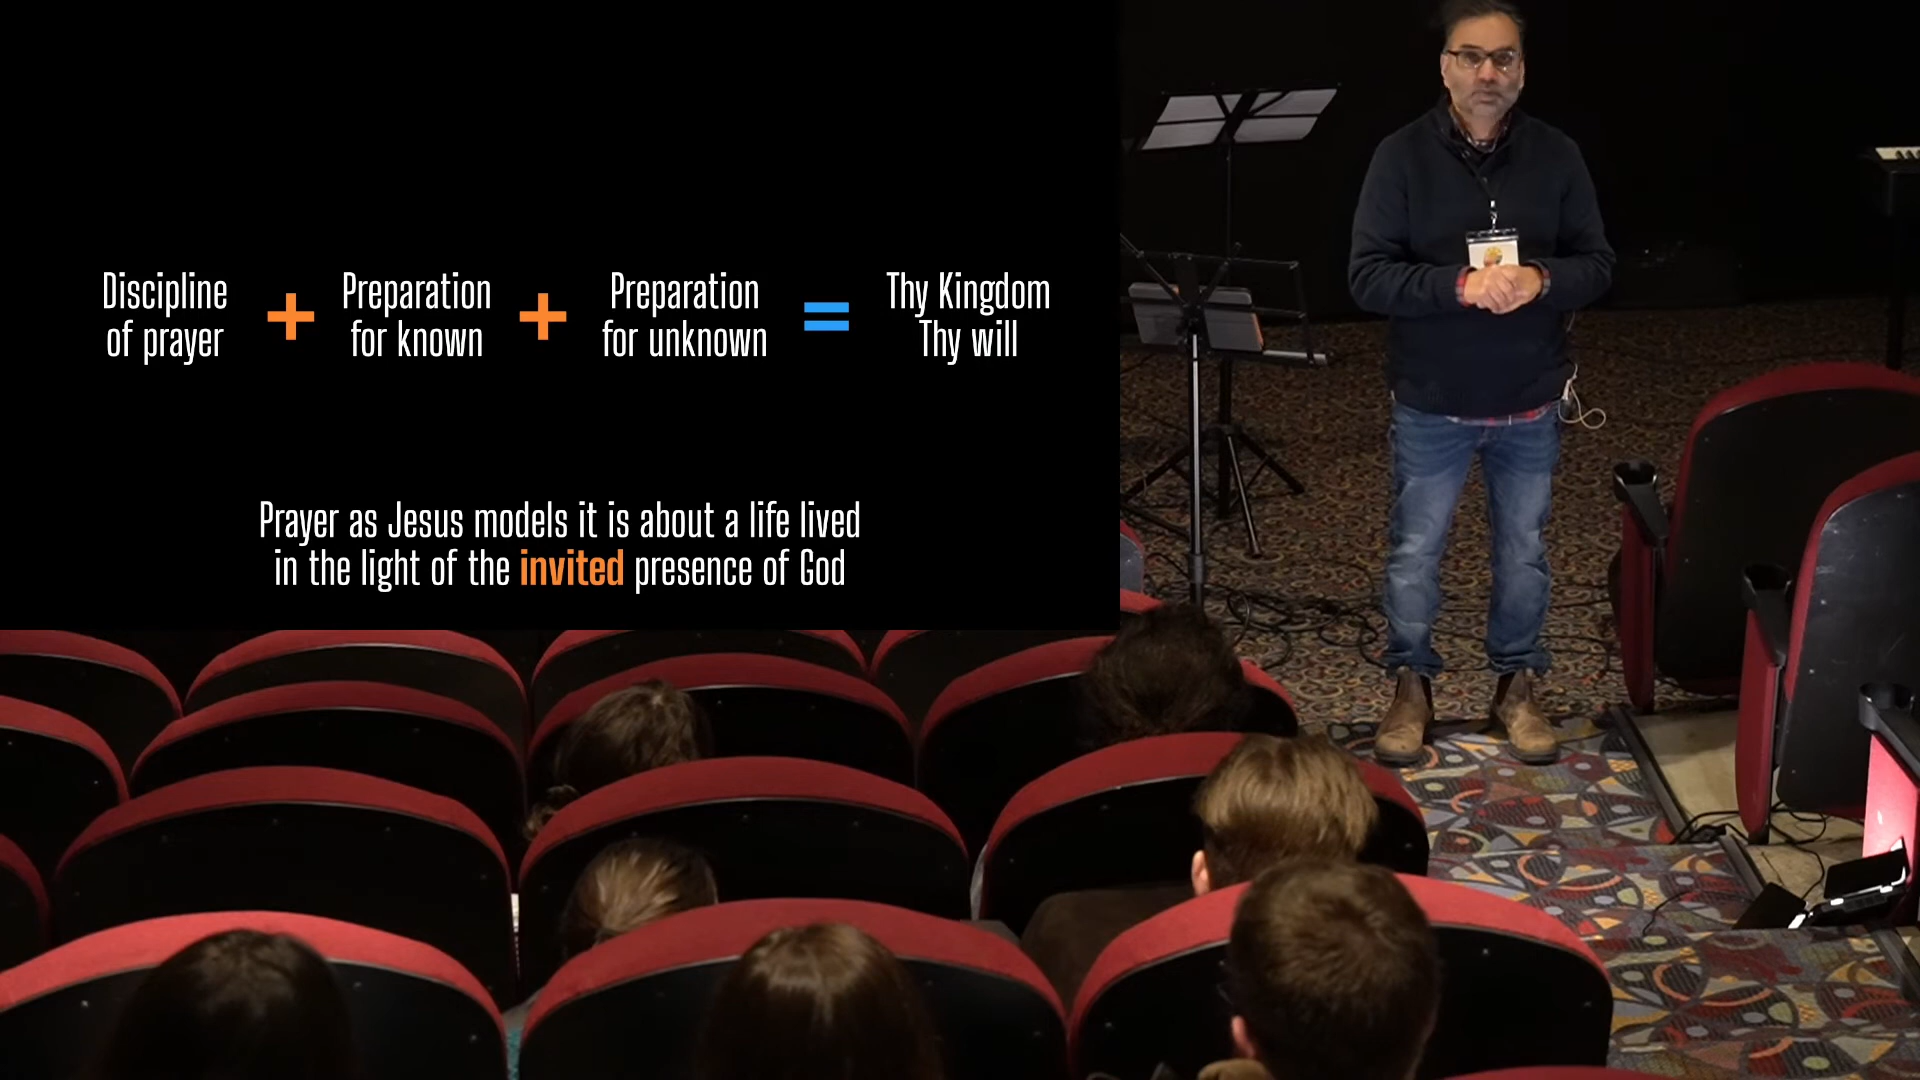 Discipline
of prayer
+
Preparation
for known
+
Preparation
for unknown
=
Thy Kingdom
Thy will
Prayer as Jesus models it is about a life lived
in the light of the invited presence of God